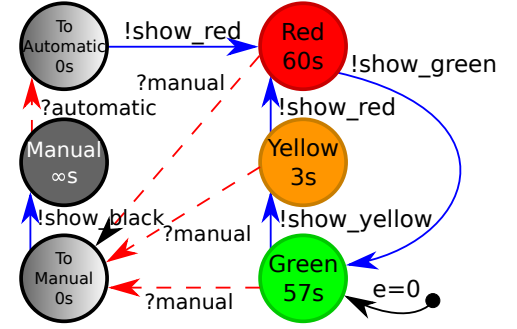 To
Automatic
0s
!show_red
Red
60s
!show_green
?manual
?automatic
!show_red
Manual
∞s
Yellow
3s
!show_black
!show_yellow
?manual
To
Manual
0s
Green
57s
e=0
?manual